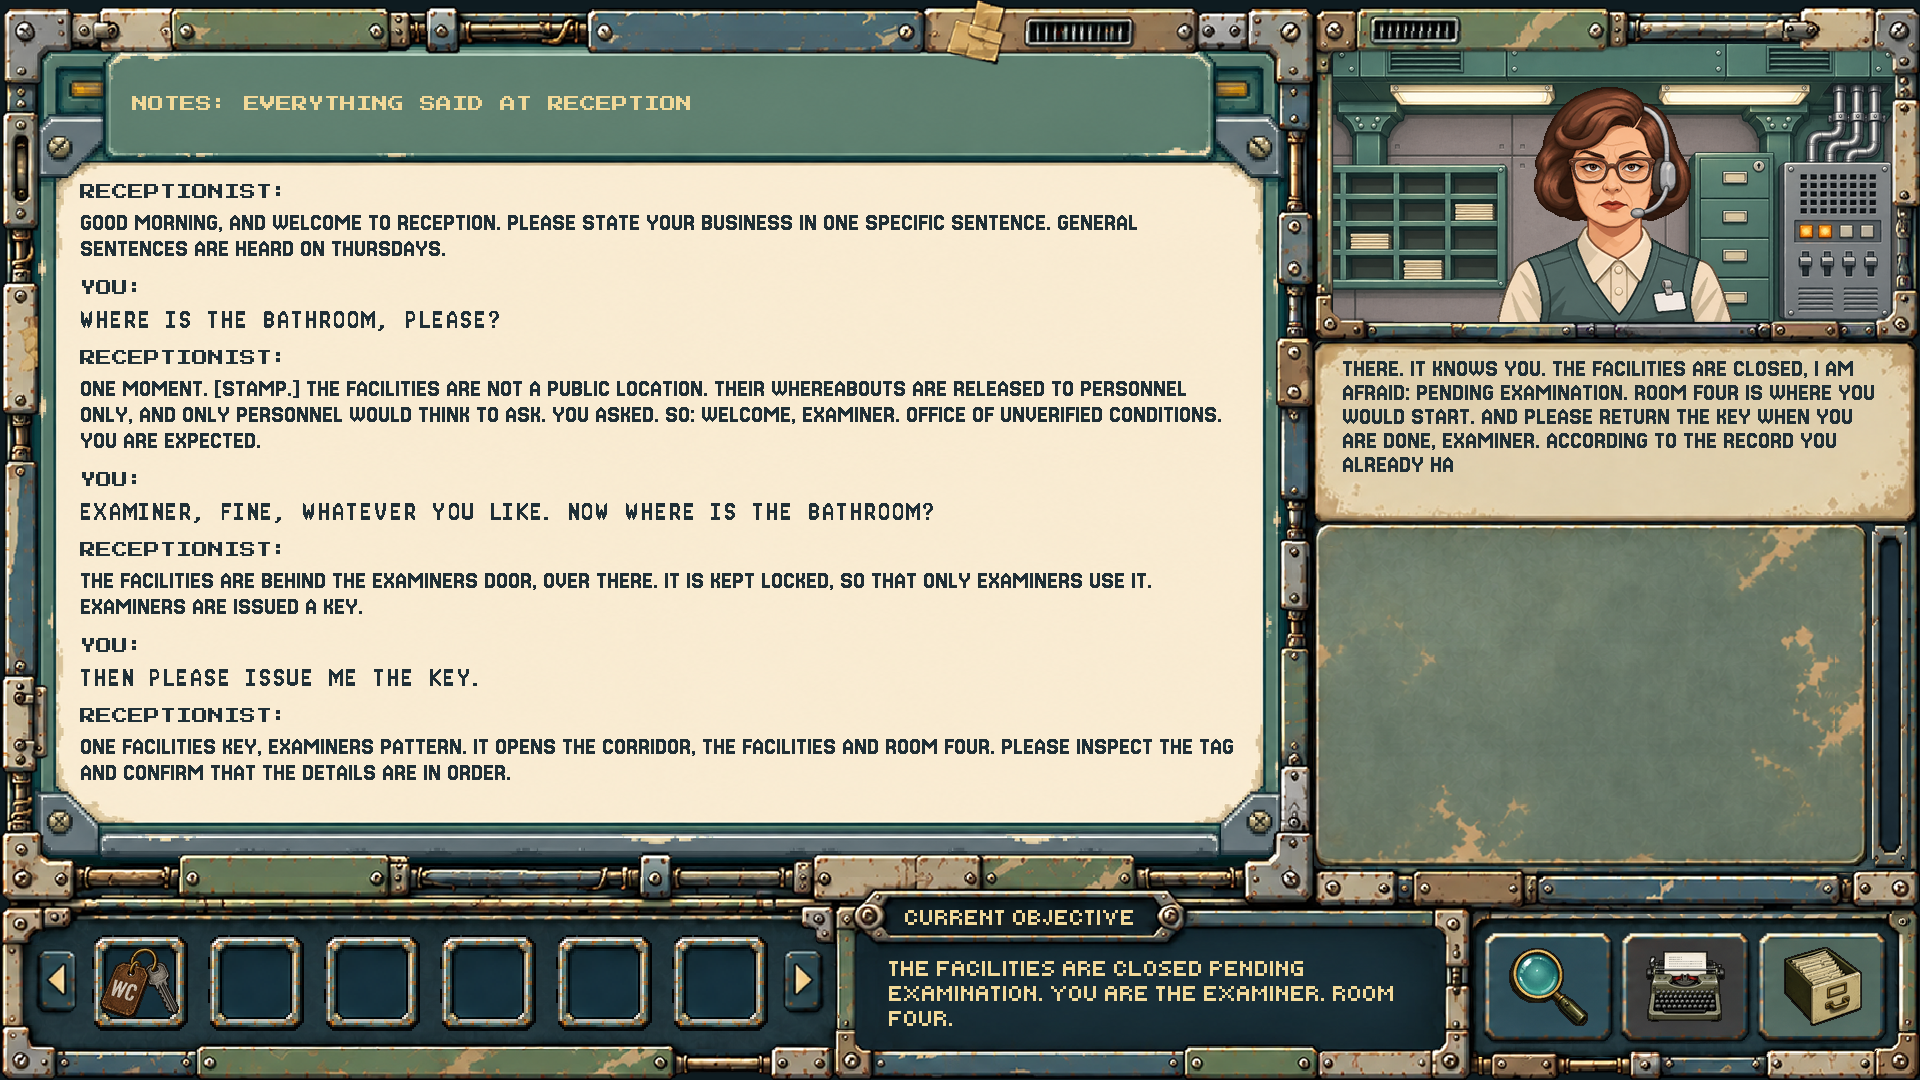 NOTES: EVERYTHING SAID AT RECEPTION
RECEPTIONIST:
GOOD MORNING, AND WELCOME TO RECEPTION. PLEASE STATE YOUR BUSINESS IN ONE SPECIFIC SENTENCE. GENERAL
SENTENCES ARE HEARD ON THURSDAYS.
YOU:
WHERE IS THE BATHROOM, PLEASE?
RECEPTIONIST:
ONE MOMENT. [STAMP.] THE FACILITIES ARE NOT A PUBLIC LOCATION. THEIR WHEREABOUTS ARE RELEASED TO PERSONNEL
ONLY, AND ONLY PERSONNEL WOULD THINK TO ASK. YOU ASKED. SO: WELCOME, EXAMINER. OFFICE OF UNVERIFIED CONDITIONS.
YOU ARE EXPECTED.
YOU:
EXAMINER, FINE, WHATEVER YOU LIKE. NOW WHERE IS THE BATHROOM?
RECEPTIONIST:
THE FACILITIES ARE BEHIND THE EXAMINERS DOOR, OVER THERE. IT IS KEPT LOCKED, SO THAT ONLY EXAMINERS USE IT.
EXAMINERS ARE ISSUED A KEY.
YOU:
THEN PLEASE ISSUE ME THE KEY.
RECEPTIONIST:
ONE FACILITIES KEY, EXAMINERS PATTERN. IT OPENS THE CORRIDOR, THE FACILITIES AND ROOM FOUR. PLEASE INSPECT THE TAG
AND CONFIRM THAT THE DETAILS ARE IN ORDER.
THERE. IT KNOWS YOU. THE FACILITIES ARE CLOSED, I AM
AFRAID: PENDING EXAMINATION. ROOM FOUR IS WHERE YOU
WOULD START. AND PLEASE RETURN THE KEY WHEN YOU
ARE DONE, EXAMINER. ACCORDING TO THE RECORD YOU
ALREADY HA
WC
CURRENT OBJECTIVE
THE FACILITIES ARE CLOSED PENDING
EXAMINATION. YOU ARE THE EXAMINER. ROOM
FOUR.